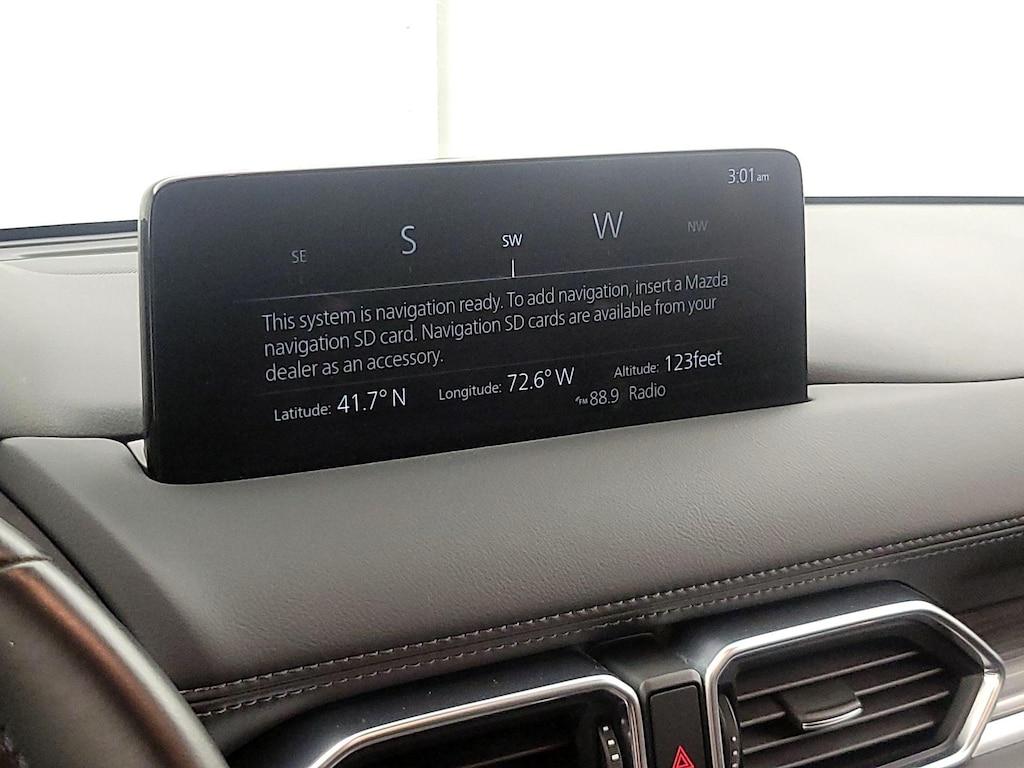 3:01am
SE S SW W NW
This system is navigation ready. To add navigation, insert a Mazda
navigation SD card. Navigation SD cards are available from your
dealer as an accessory.
Latitude: 41.7° N Longitude: 72.6° W Altitude: 123feet
FM 88.9 Radio